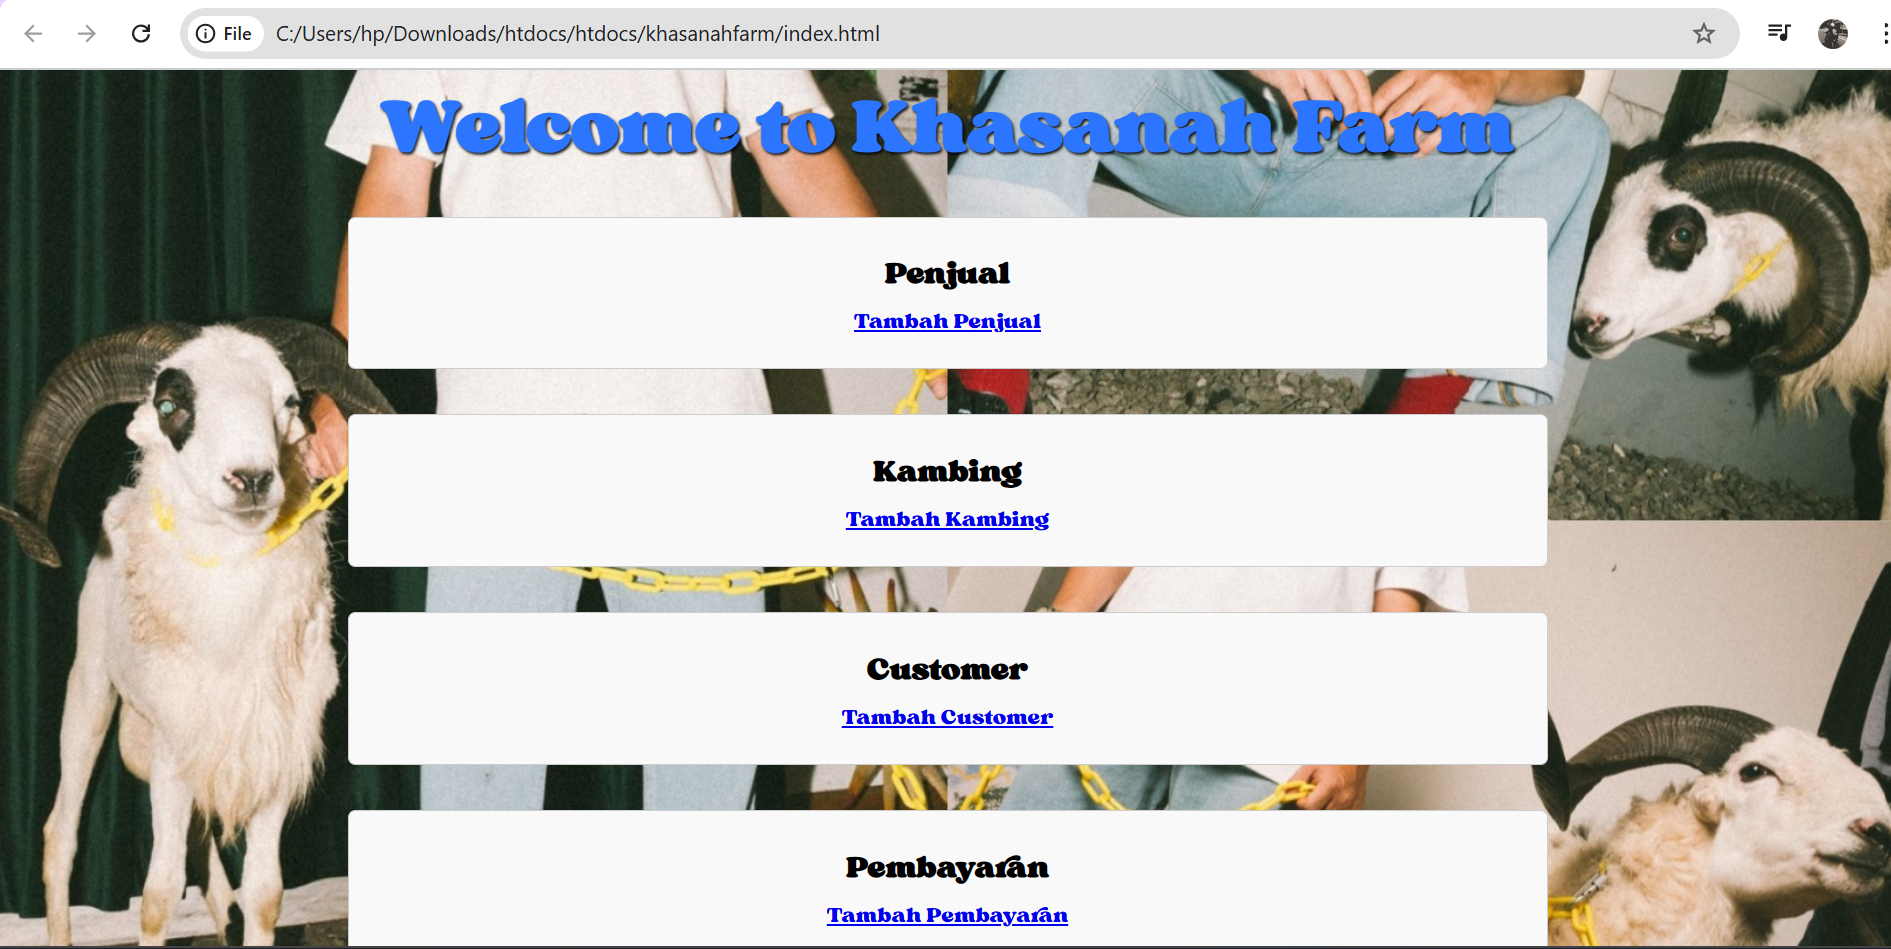 File
C:/Users/hp/Downloads/htdocs/htdocs/khasanahfarm/index.html
Welcome to Khasanah Farm
Penjual
Tambah Penjual
Kambing
Tambah Kambing
Customer
Tambah Customer
Pembayaran
Tambah Pembayaran